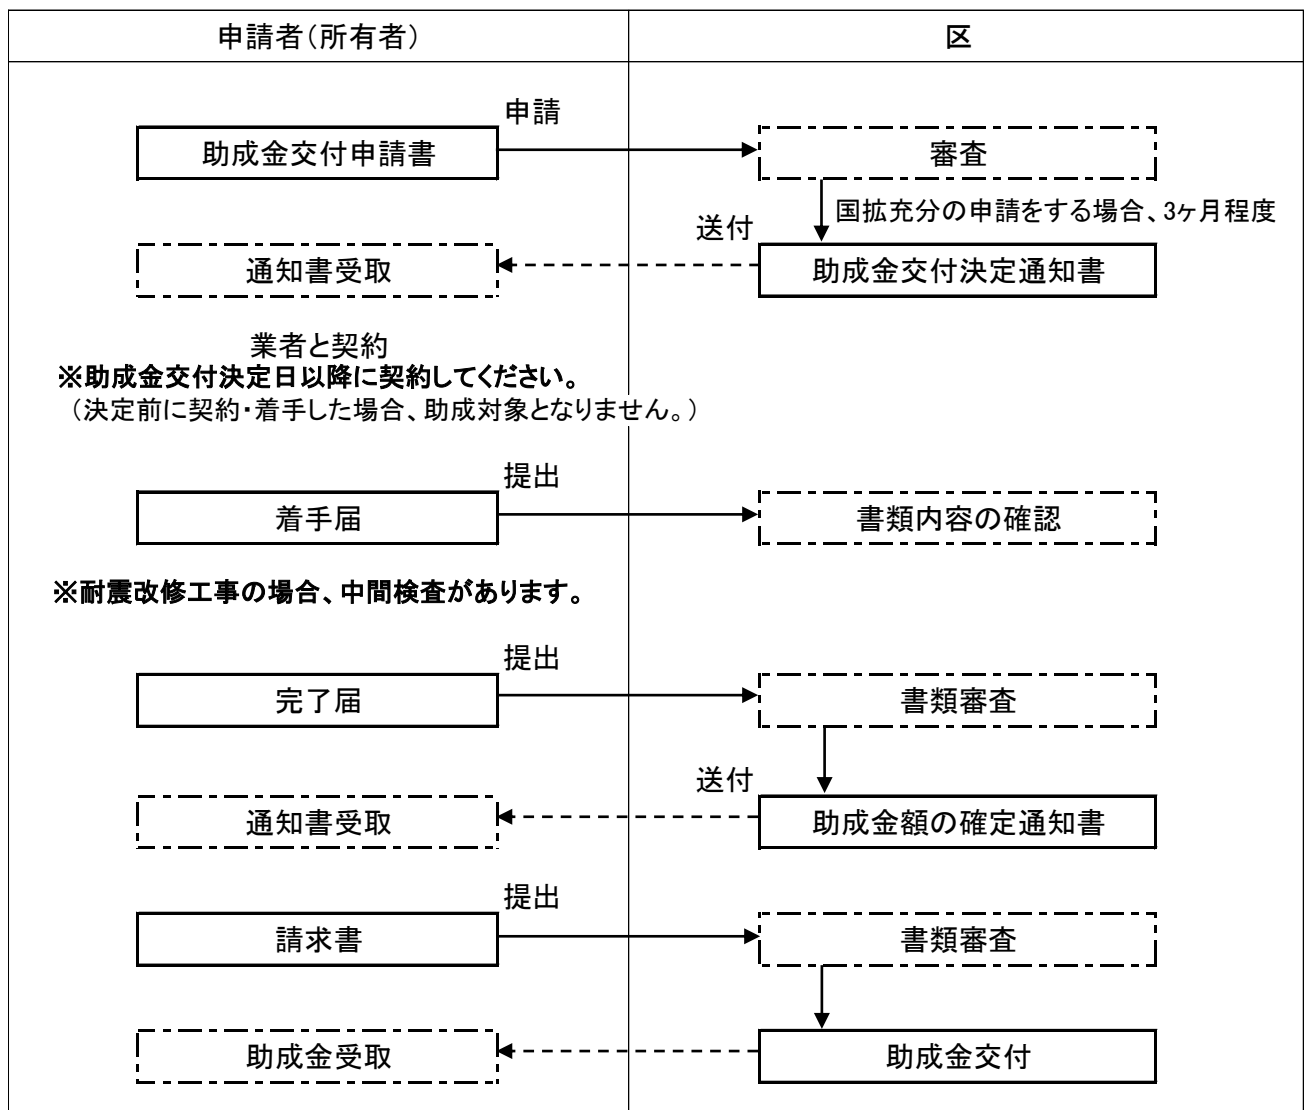 申請者（所有者）
区
申請
助成金交付申請書
審査
国拡充分の申請をする場合、3ヶ月程度
送付
通知書受取
助成金交付決定通知書
業者と契約
※助成金交付決定日以降に契約してください。
（決定前に契約・着手した場合、助成対象となりません。）
提出
着手届
書類内容の確認
※耐震改修工事の場合、中間検査があります。
提出
完了届
書類審査
送付
通知書受取
助成金額の確定通知書
提出
請求書
書類審査
助成金受取
助成金交付